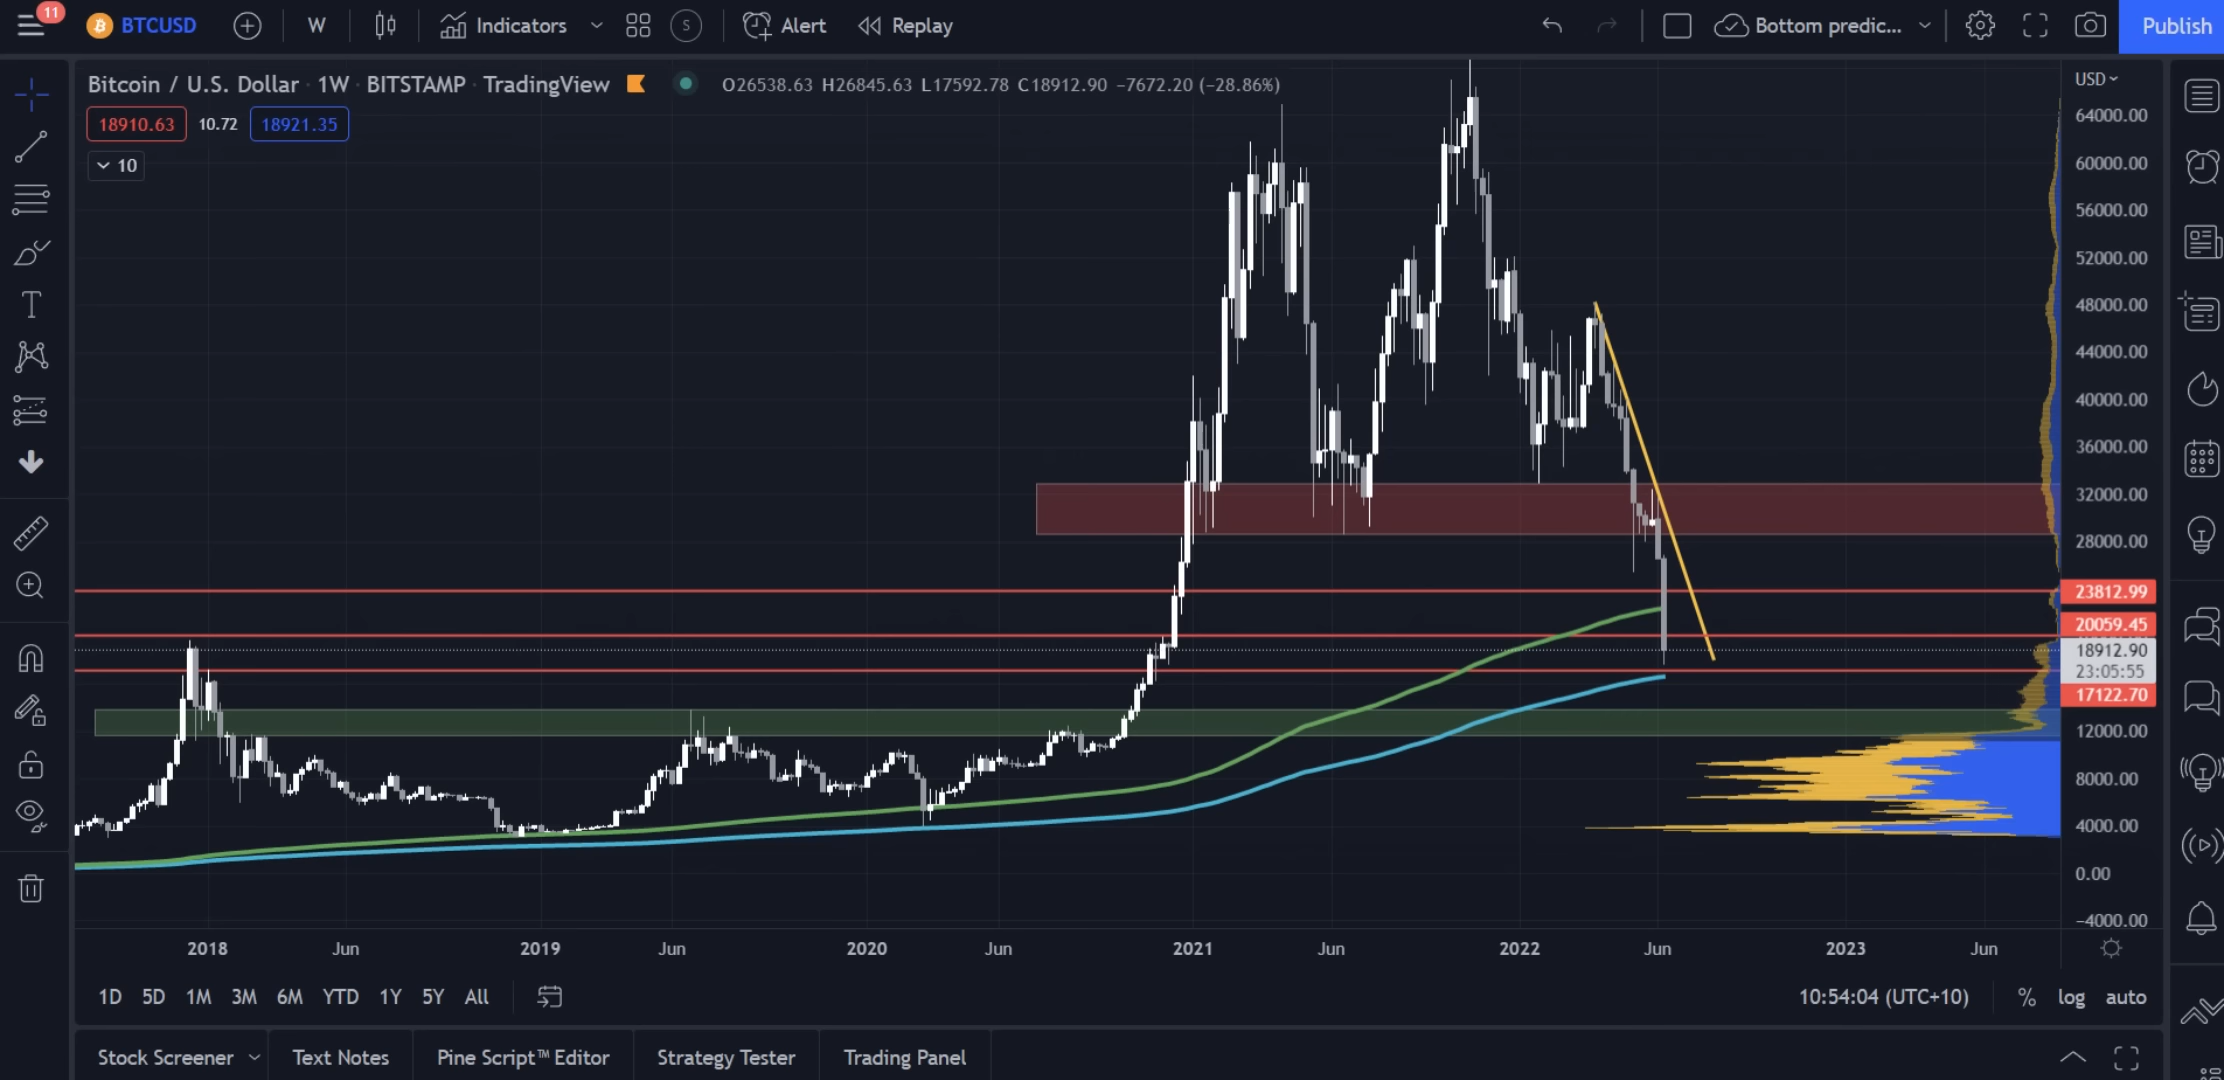 11
BTCUSD
W
Indicators
S
Alert
Replay
Bottom predic...
Publish
Bitcoin / U.S. Dollar · 1W · BITSTAMP · TradingView
O26538.63 H26845.63 L17592.78 C18912.90 −7672.20 (−28.86%)
USD
18910.63
10.72
18921.35
10
64000.00
60000.00
56000.00
52000.00
48000.00
44000.00
40000.00
36000.00
32000.00
28000.00
23812.99
20059.45
18912.90
23:05:55
17122.70
12000.00
8000.00
4000.00
0.00
−4000.00
2018
Jun
2019
Jun
2020
Jun
2021
Jun
2022
Jun
2023
Jun
1D
5D
1M
3M
6M
YTD
1Y
5Y
All
10:54:04 (UTC+10)
%
log
auto
Stock Screener
Text Notes
Pine Script™ Editor
Strategy Tester
Trading Panel